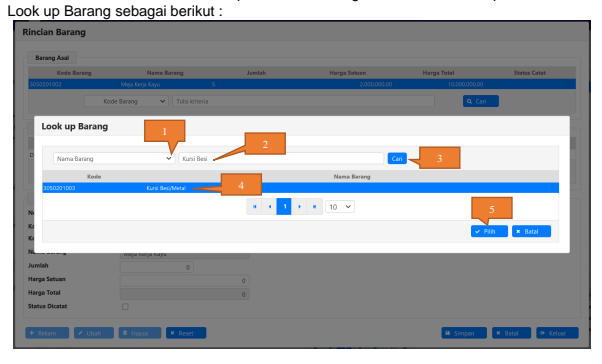 Look up Barang sebagai berikut :
Rincian Barang
Barang Asal
Kode Barang Nama Barang Jumlah Harga Satuan Harga Total Status Catat
3050201002 Meja Kerja Kayu 5 2,000,000.00 10,000,000.00
Kode Barang Tulis kriteria Cari
Look up Barang
1
2
Nama Barang Kursi Besi Cari 3
Kode Nama Barang
3050201003 Kursi Besi/Metal 4
1 10
5
Pilih Batal
Meja Kerja Kayu
Jumlah 0
Harga Satuan 0
Harga Total 0
Status Dicatat
Rekam Ubah Hapus Reset Simpan Batal Keluar